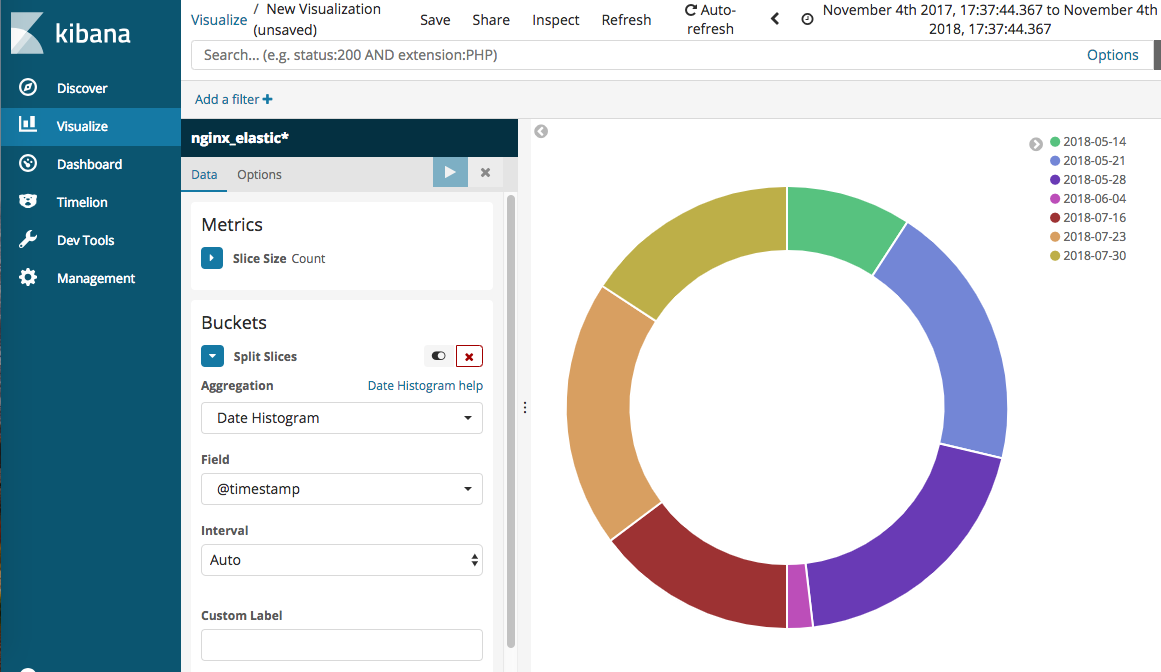 kibana
Discover
Visualize
Dashboard
Timelion
Dev Tools
Management
Visualize / New Visualization
(unsaved)
Save Share Inspect Refresh
Auto-
refresh
November 4th 2017, 17:37:44.367 to November 4th
2018, 17:37:44.367
Search... (e.g. status:200 AND extension:PHP)
Options
Add a filter
nginx_elastic*
Data Options
Metrics
Slice Size Count
Buckets
Split Slices
Aggregation Date Histogram help
Date Histogram
Field
@timestamp
Interval
Auto
Custom Label
2018-05-14
2018-05-21
2018-05-28
2018-06-04
2018-07-16
2018-07-23
2018-07-30